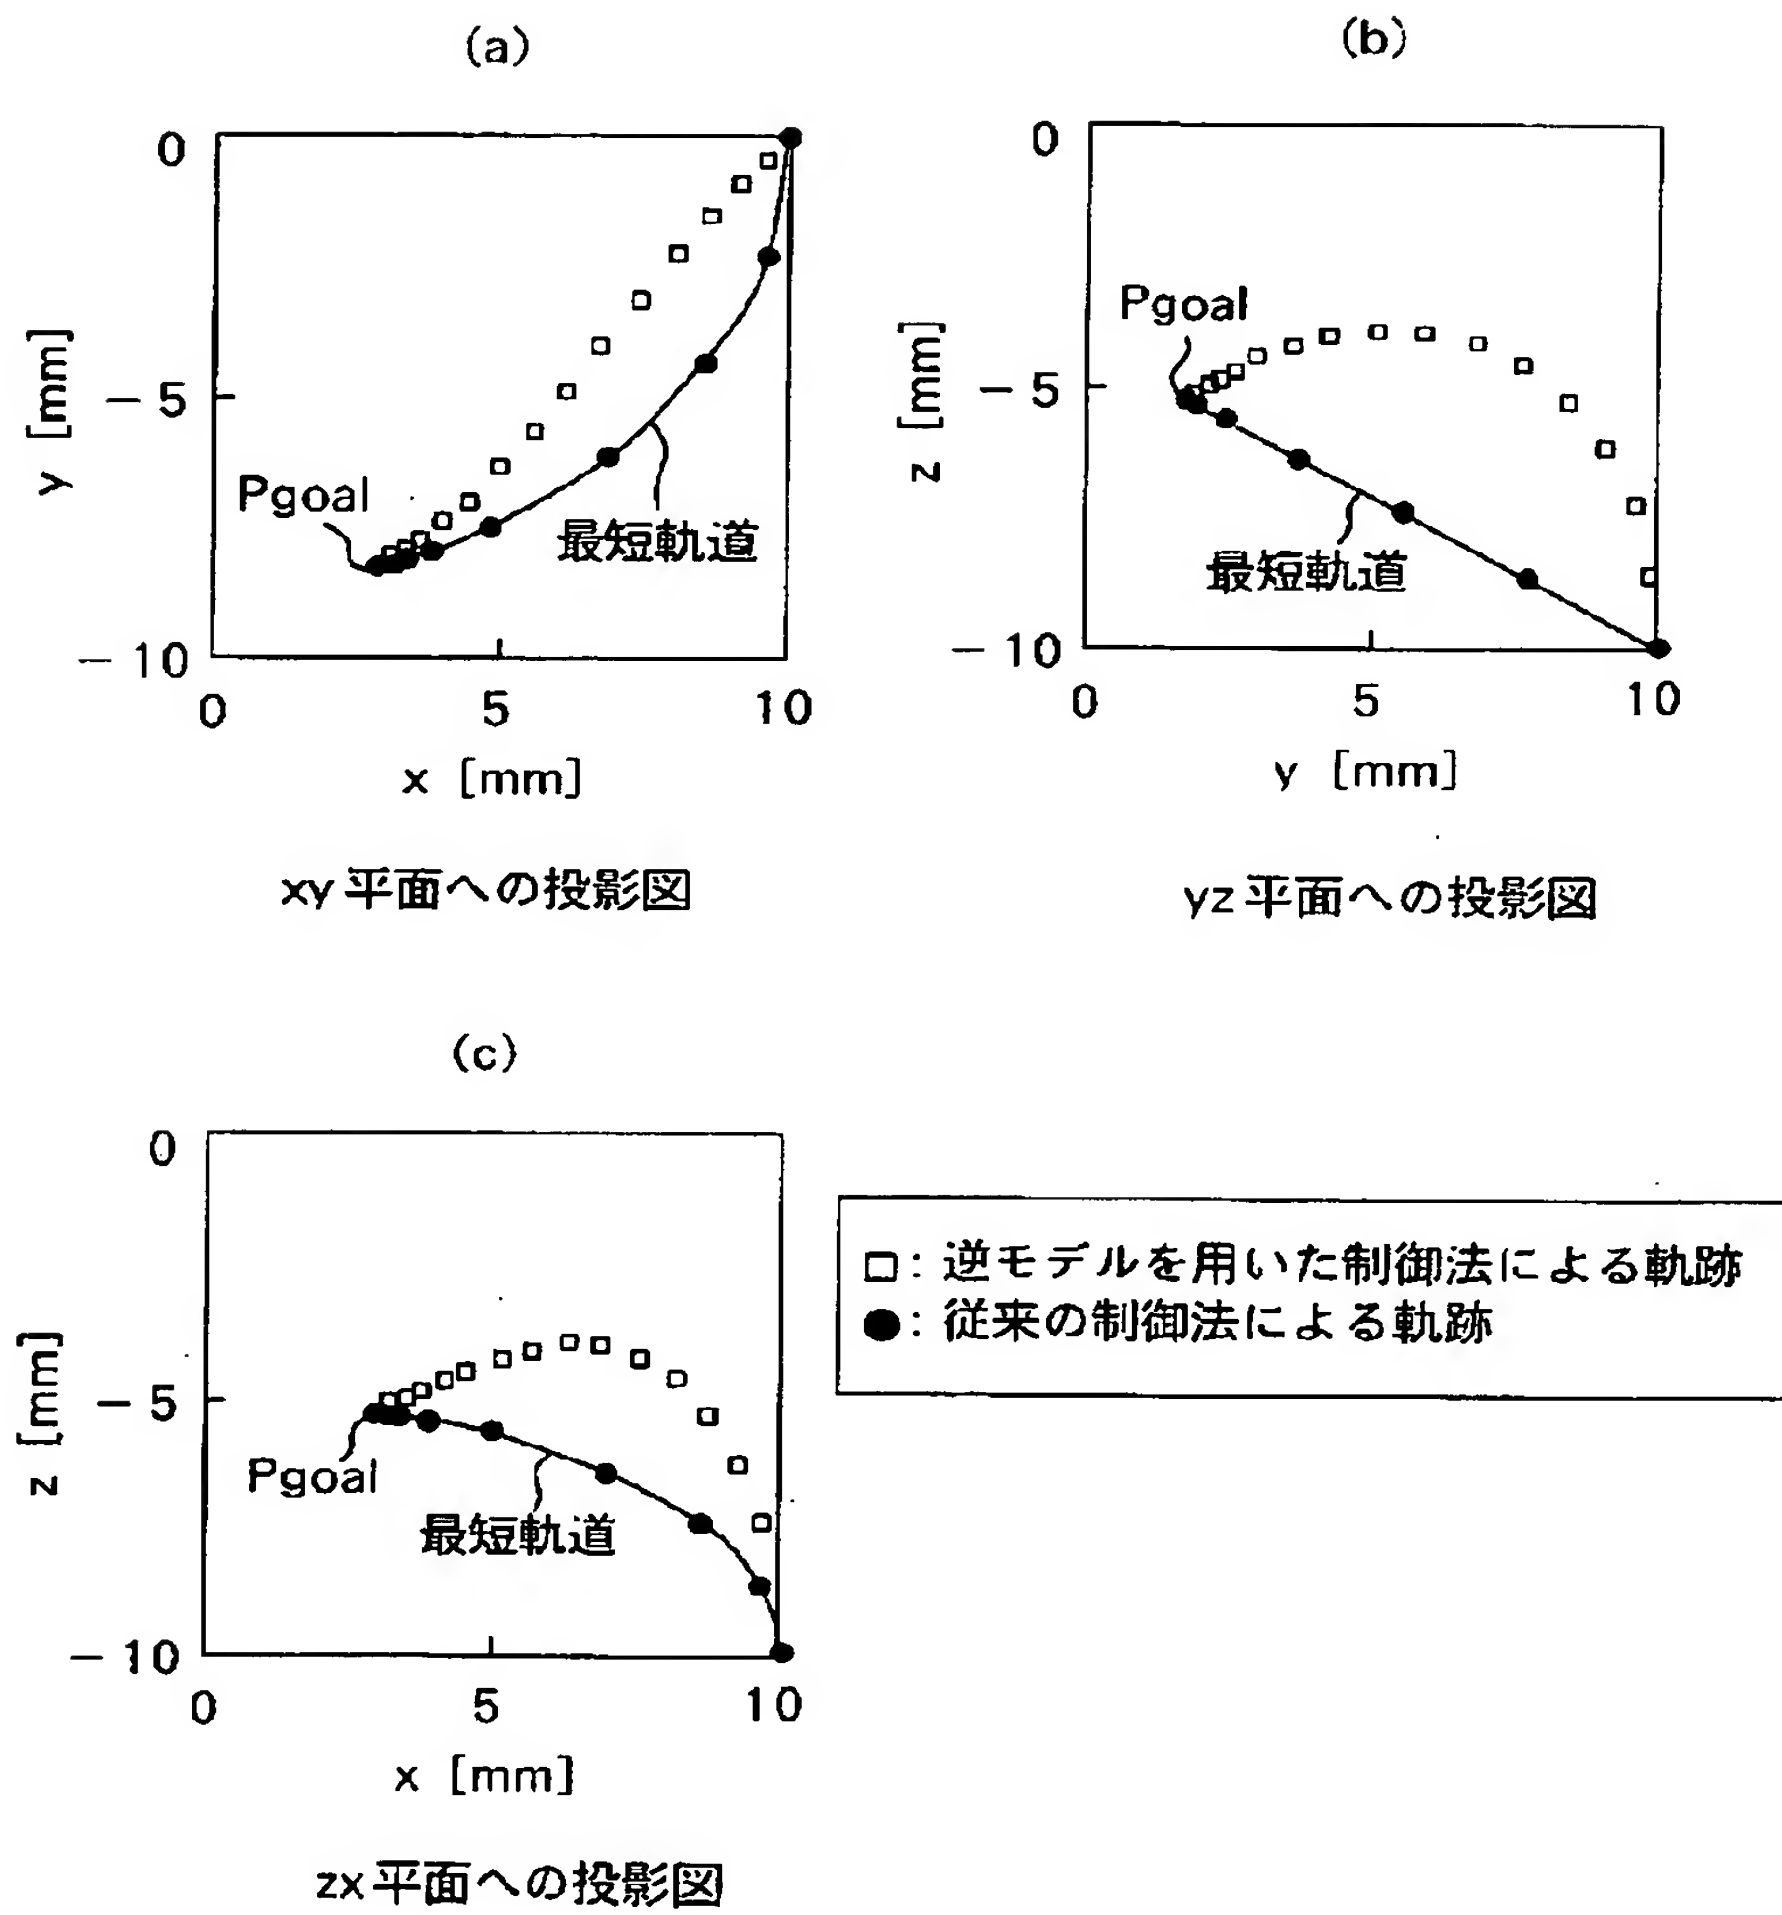 (a)
0
-5
-10
y [mm]
Pgoal
最短軌道
0 5 10
x [mm]
xy平面への投影図
(b)
0
-5
-10
z [mm]
Pgoal
最短軌道
0 5 10
y [mm]
yz平面への投影図
(c)
0
-5
-10
z [mm]
Pgoal
最短軌道
0 5 10
x [mm]
zx平面への投影図
□: 逆モデルを用いた制御法による軌跡
●: 従来の制御法による軌跡